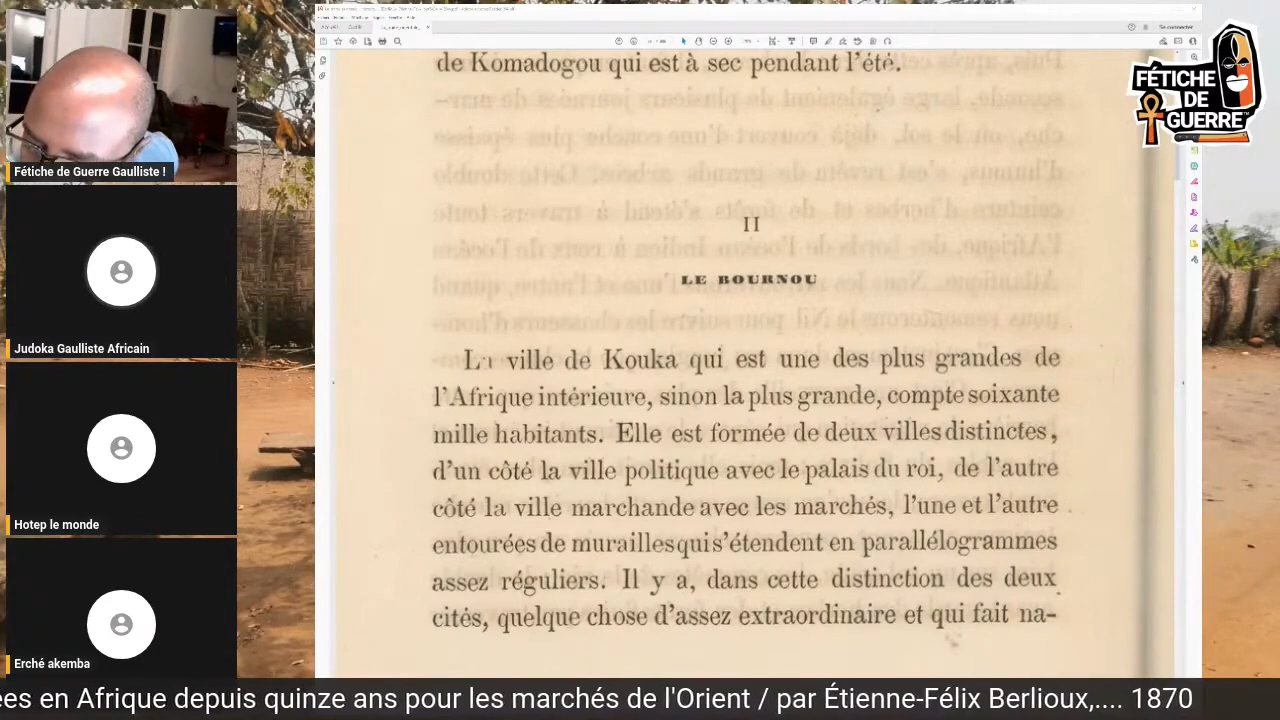 Fétiche de Guerre Gaulliste !
Judoka Gaulliste Africain
Hotep le monde
Erché akemba
Se connecter
FÉTICHE
DE
GUERRE
de Komadogou qui est à sec pendant l'été.
II
LE BOURNOU
La ville de Kouka qui est une des plus grandes de
l'Afrique intérieure, sinon la plus grande, compte soixante
mille habitants. Elle est formée de deux villes distinctes,
d'un côté la ville politique avec le palais du roi, de l'autre
côté la ville marchande avec les marchés, l'une et l'autre
entourées de murailles qui s'étendent en parallélogrammes
assez réguliers. Il y a, dans cette distinction des deux
cités, quelque chose d'assez extraordinaire et qui fait na-
ées en Afrique depuis quinze ans pour les marchés de l'Orient / par Étienne-Félix Berlioux,.... 1870